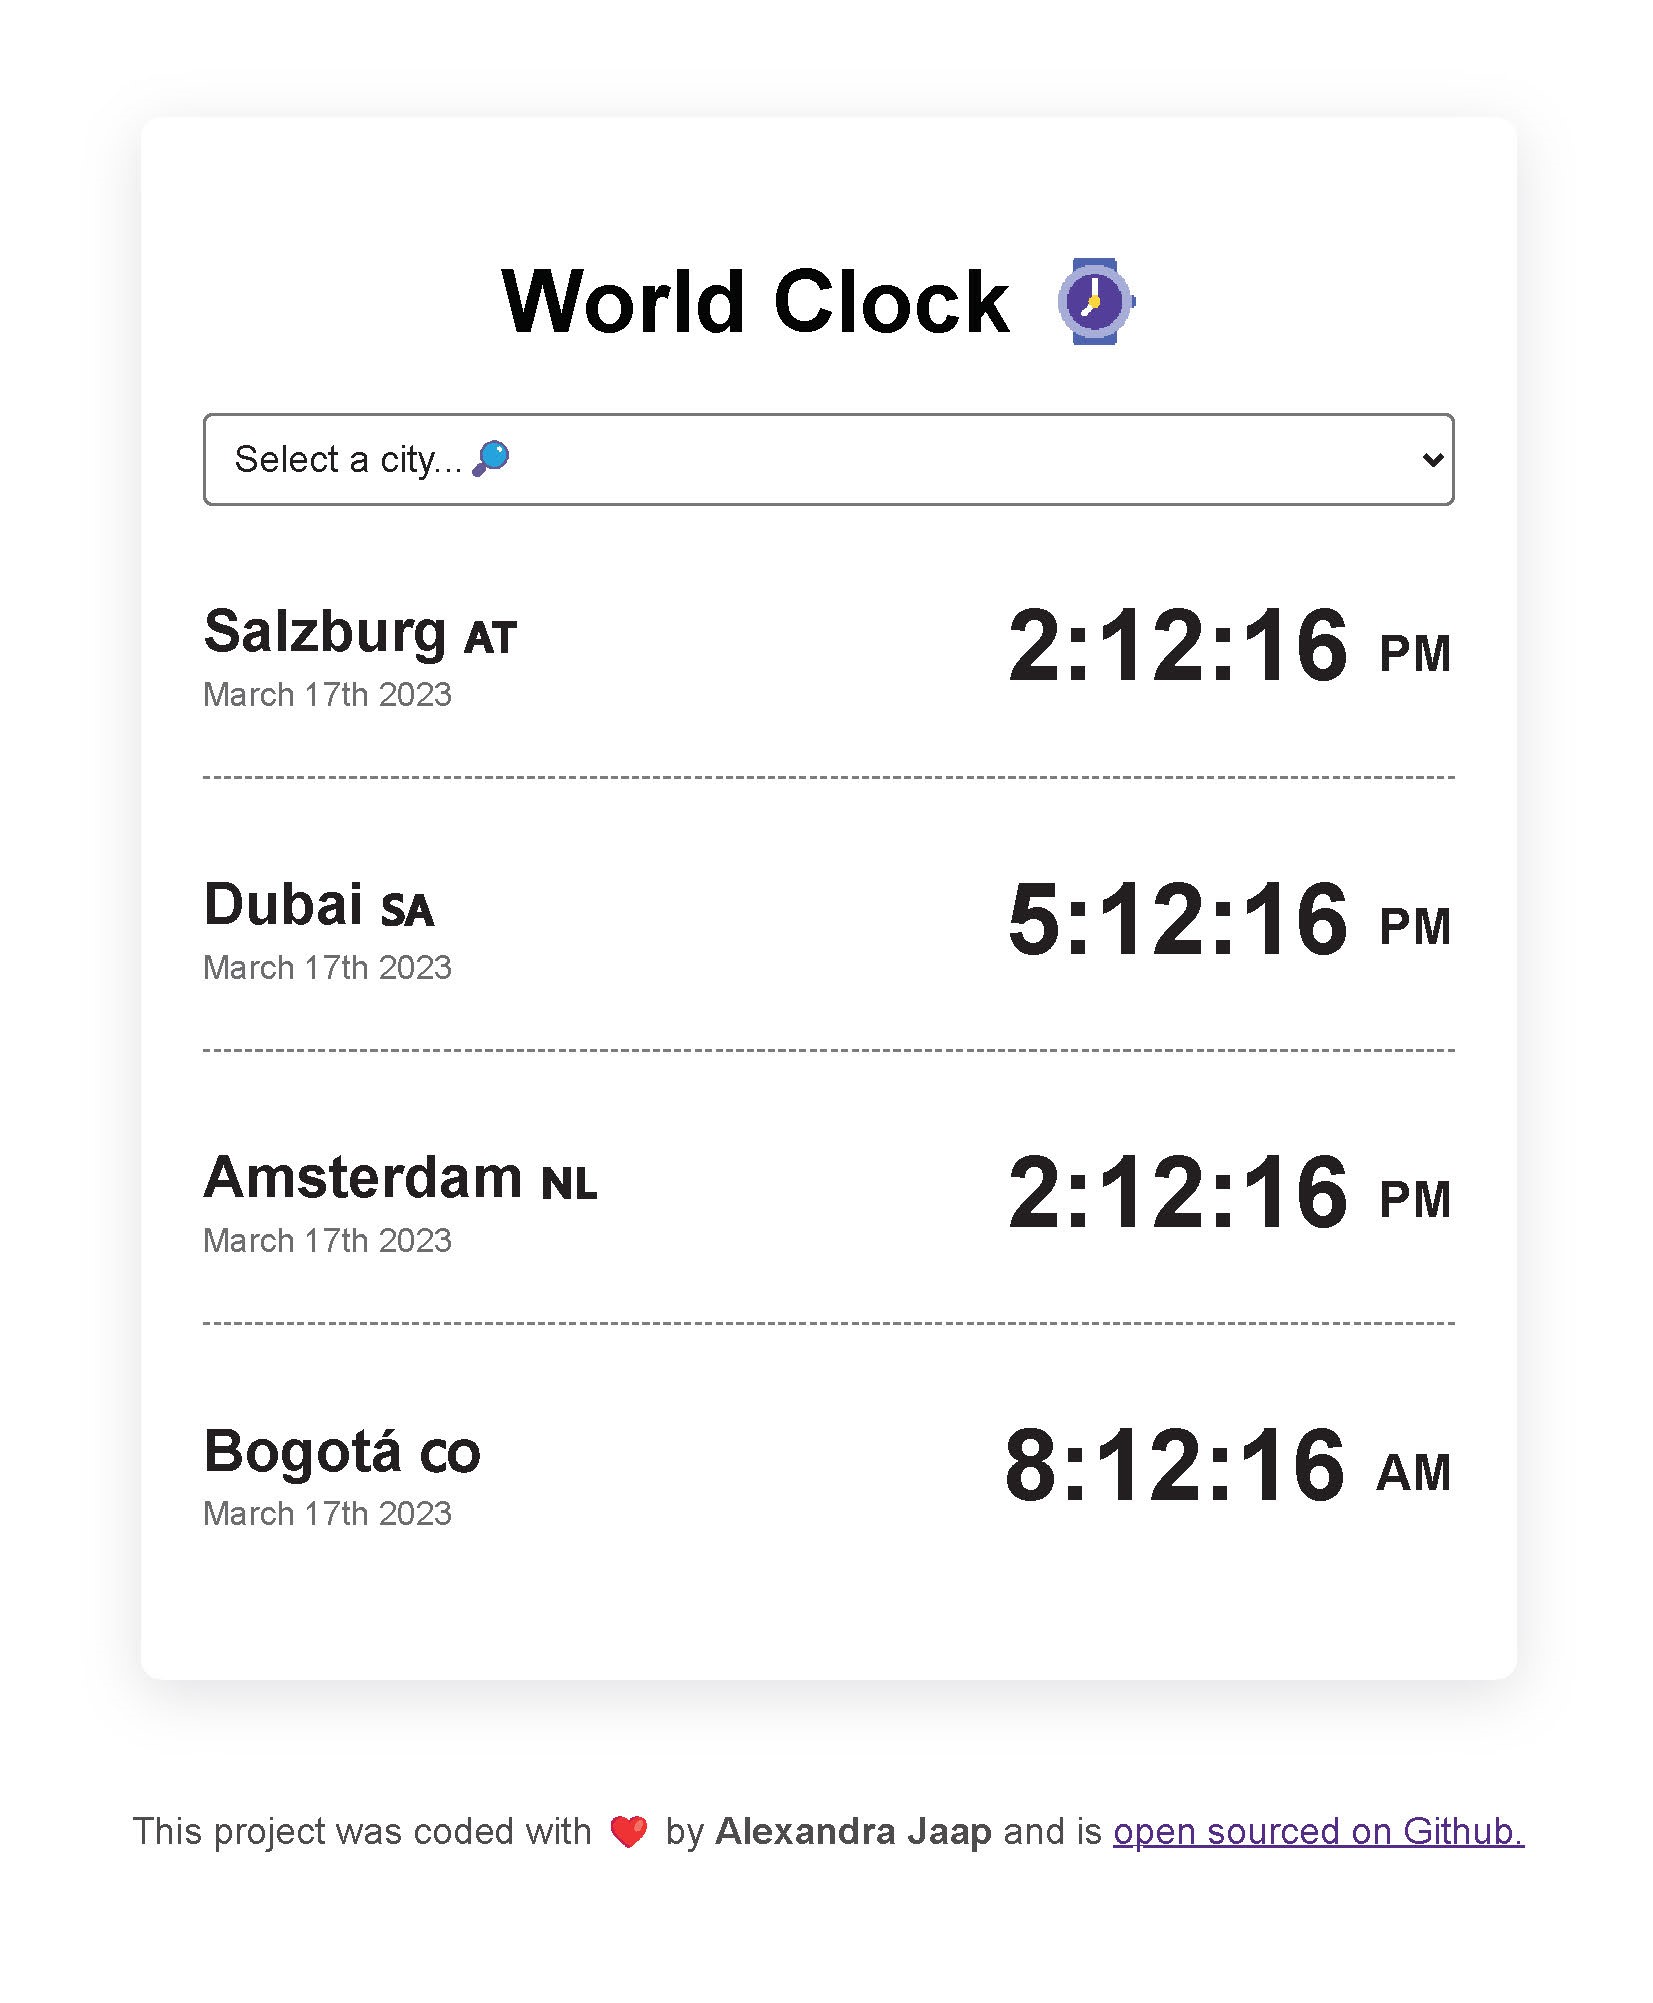 World Clock
Select a city...
Salzburg AT
2:12:16 PM
March 17th 2023
Dubai SA
5:12:16 PM
March 17th 2023
Amsterdam NL
2:12:16 PM
March 17th 2023
Bogotá CO
8:12:16 AM
March 17th 2023
This project was coded with ❤️ by Alexandra Jaap and is open sourced on Github.